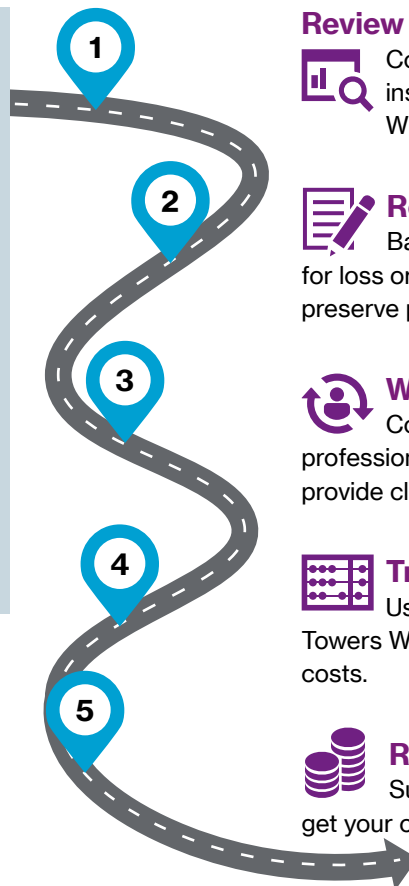 1
Review
Co
ins
W
2
Re
Ba
for loss or
preserve p
3
W
Co
profession
provide cl
4
Tr
Us
Towers W
costs.
5
R
Su
get your c